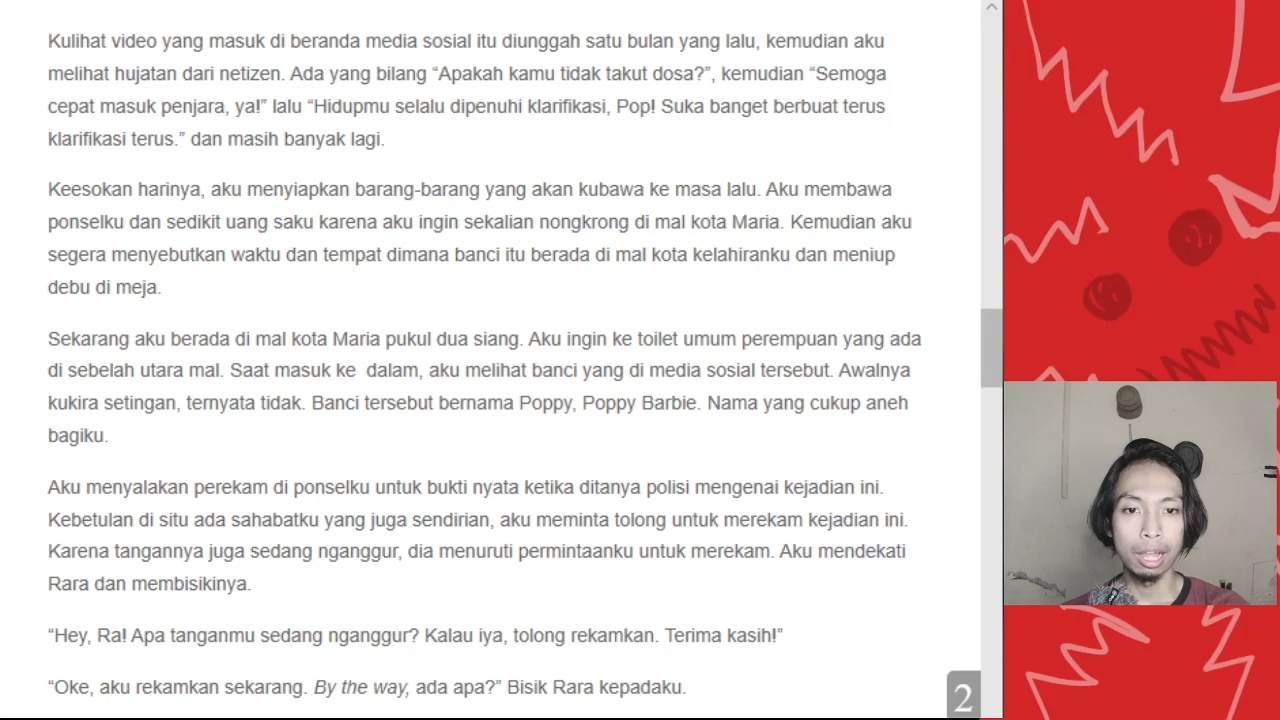 Kulihat video yang masuk di beranda media sosial itu diunggah satu bulan yang lalu, kemudian aku
melihat hujatan dari netizen. Ada yang bilang “Apakah kamu tidak takut dosa?”, kemudian “Semoga
cepat masuk penjara, ya!” lalu “Hidupmu selalu dipenuhi klarifikasi, Pop! Suka banget berbuat terus
klarifikasi terus.” dan masih banyak lagi.
Keesokan harinya, aku menyiapkan barang-barang yang akan kubawa ke masa lalu. Aku membawa
ponselku dan sedikit uang saku karena aku ingin sekalian nongkrong di mal kota Maria. Kemudian aku
segera menyebutkan waktu dan tempat dimana banci itu berada di mal kota kelahiranku dan meniup
debu di meja.
Sekarang aku berada di mal kota Maria pukul dua siang. Aku ingin ke toilet umum perempuan yang ada
di sebelah utara mal. Saat masuk ke  dalam, aku melihat banci yang di media sosial tersebut. Awalnya
kukira setingan, ternyata tidak. Banci tersebut bernama Poppy, Poppy Barbie. Nama yang cukup aneh
bagiku.
Aku menyalakan perekam di ponselku untuk bukti nyata ketika ditanya polisi mengenai kejadian ini.
Kebetulan di situ ada sahabatku yang juga sendirian, aku meminta tolong untuk merekam kejadian ini.
Karena tangannya juga sedang nganggur, dia menuruti permintaanku untuk merekam. Aku mendekati
Rara dan membisikinya.
“Hey, Ra! Apa tanganmu sedang nganggur? Kalau iya, tolong rekamkan. Terima kasih!”
“Oke, aku rekamkan sekarang. By the way, ada apa?” Bisik Rara kepadaku.
2